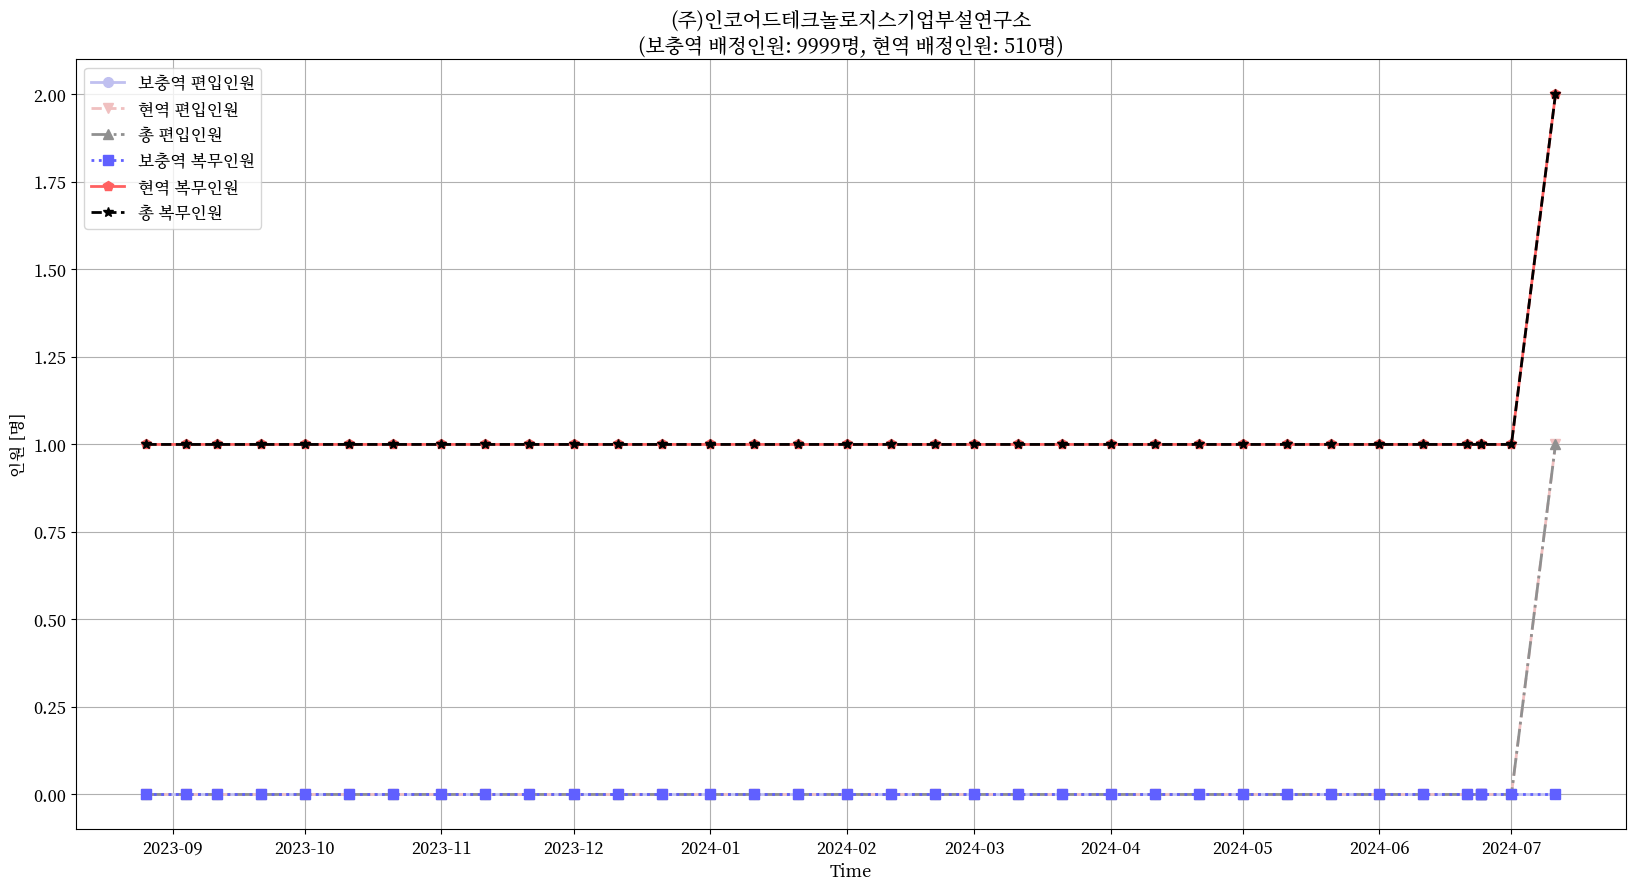 (주)인코어드테크놀로지스기업부설연구소
(보충역 배정인원: 9999명, 현역 배정인원: 510명)
보충역 편입인원
현역 편입인원
총 편입인원
보충역 복무인원
현역 복무인원
총 복무인원
인원 [명]
2.00
1.75
1.50
1.25
1.00
0.75
0.50
0.25
0.00
2023-09 2023-10 2023-11 2023-12 2024-01 2024-02 2024-03 2024-04 2024-05 2024-06 2024-07
Time